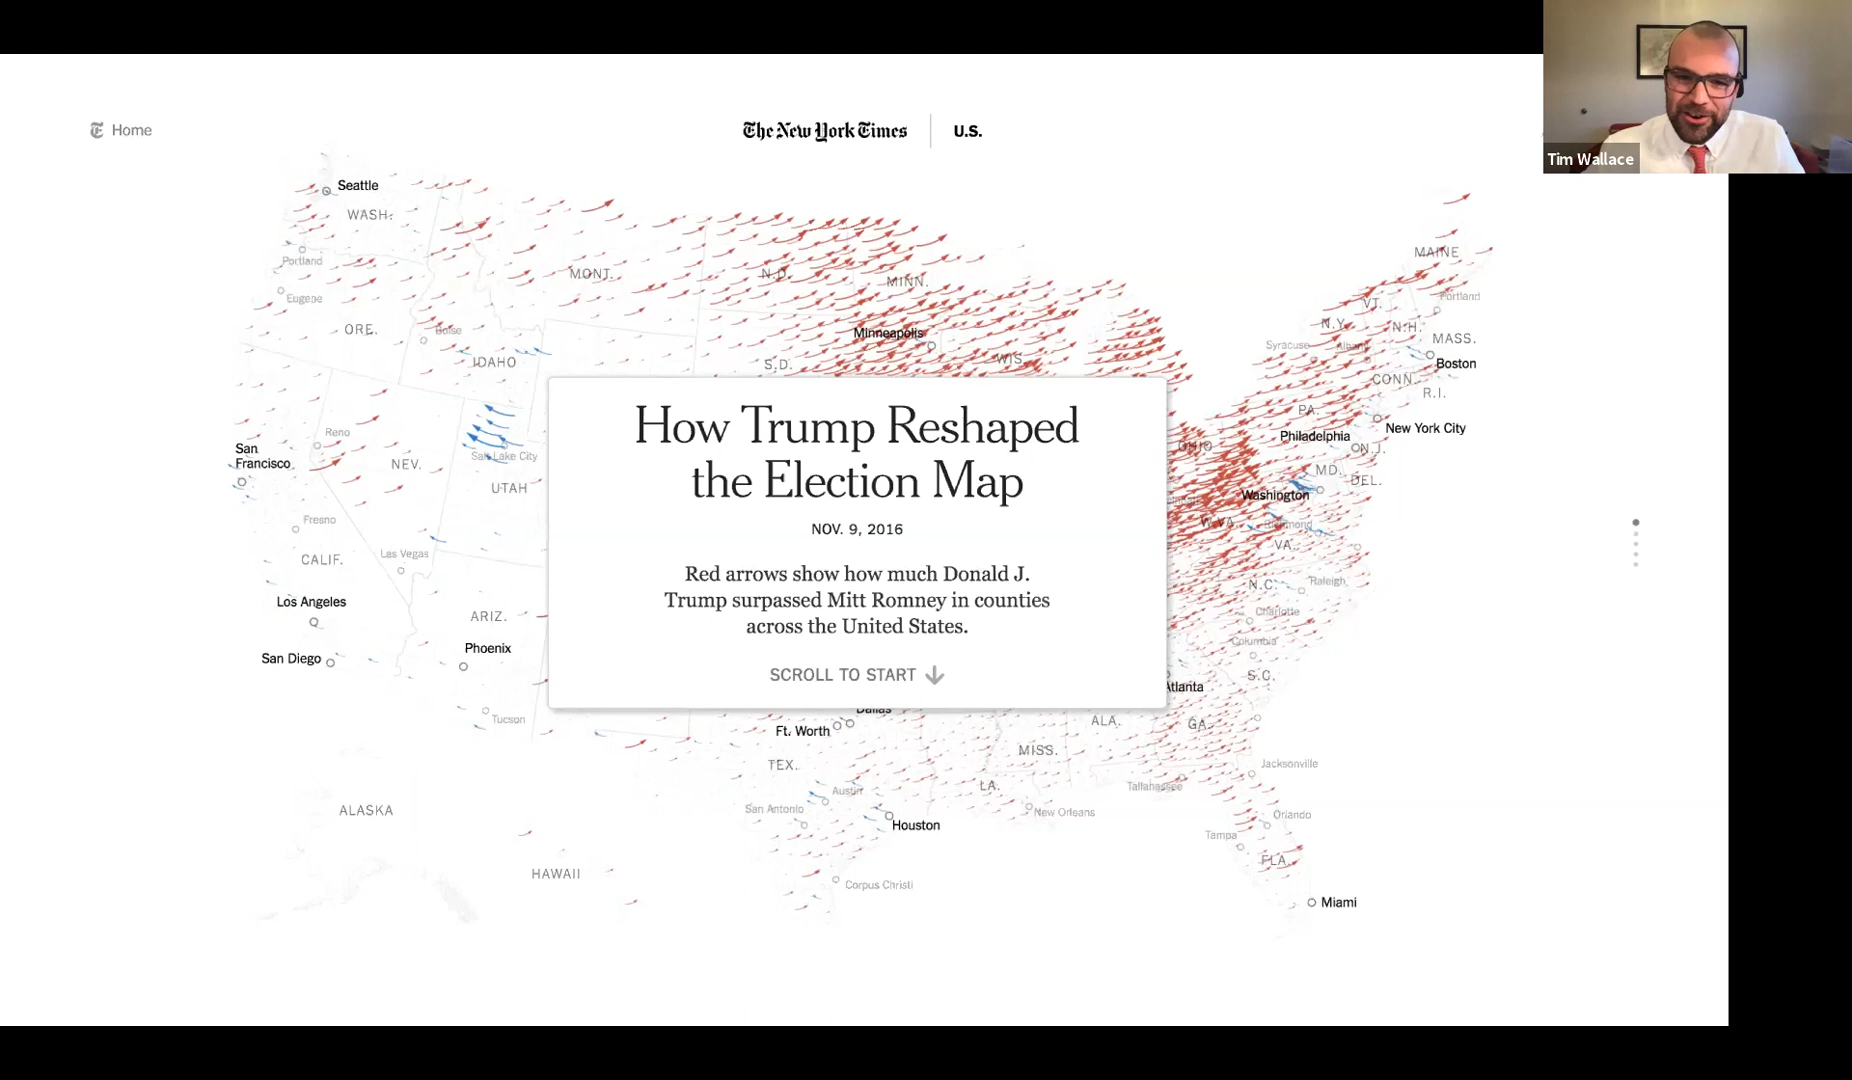 Home
The New York Times
U.S.
Tim Wallace
Seattle
WASH.
Portland
Eugene
ORE.
Boise
IDAHO
MONT.
N.D.
MINN.
Minneapolis
S.D.
WIS.
MAINE
VT.
Portland
N.Y.
N.H.
MASS.
Syracuse
Albany
Boston
CONN.
R.I.
PA.
New York City
Philadelphia
N.J.
OHIO
MD.
DEL.
Washington
W.VA.
Richmond
VA.
N.C.
Raleigh
Charlotte
Columbia
S.C.
Reno
San
Francisco
NEV.
Salt Lake City
UTAH
Fresno
CALIF.
Las Vegas
Los Angeles
ARIZ.
San Diego
Phoenix
Tucson
How Trump Reshaped
the Election Map
NOV. 9, 2016
Red arrows show how much Donald J.
Trump surpassed Mitt Romney in counties
across the United States.
SCROLL TO START
Atlanta
Dallas
Ft. Worth
ALA.
GA.
MISS.
TEX.
LA.
Jacksonville
Tallahassee
Austin
San Antonio
New Orleans
Houston
Orlando
Tampa
FLA.
Corpus Christi
Miami
ALASKA
HAWAII